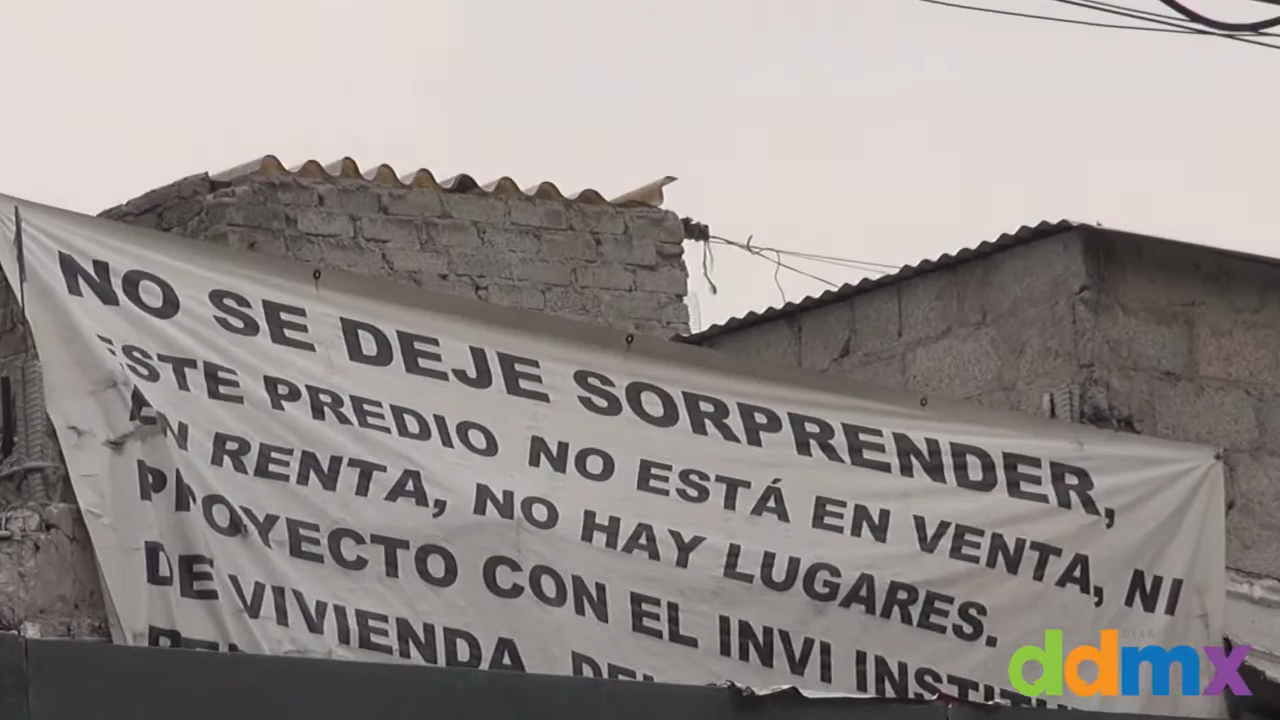 NO SE DEJE SORPRENDER,
ESTE PREDIO NO ESTÁ EN VENTA, NI
EN RENTA, NO HAY LUGARES.
PROYECTO CON EL INVI
DE VIVIENDA
ddmx